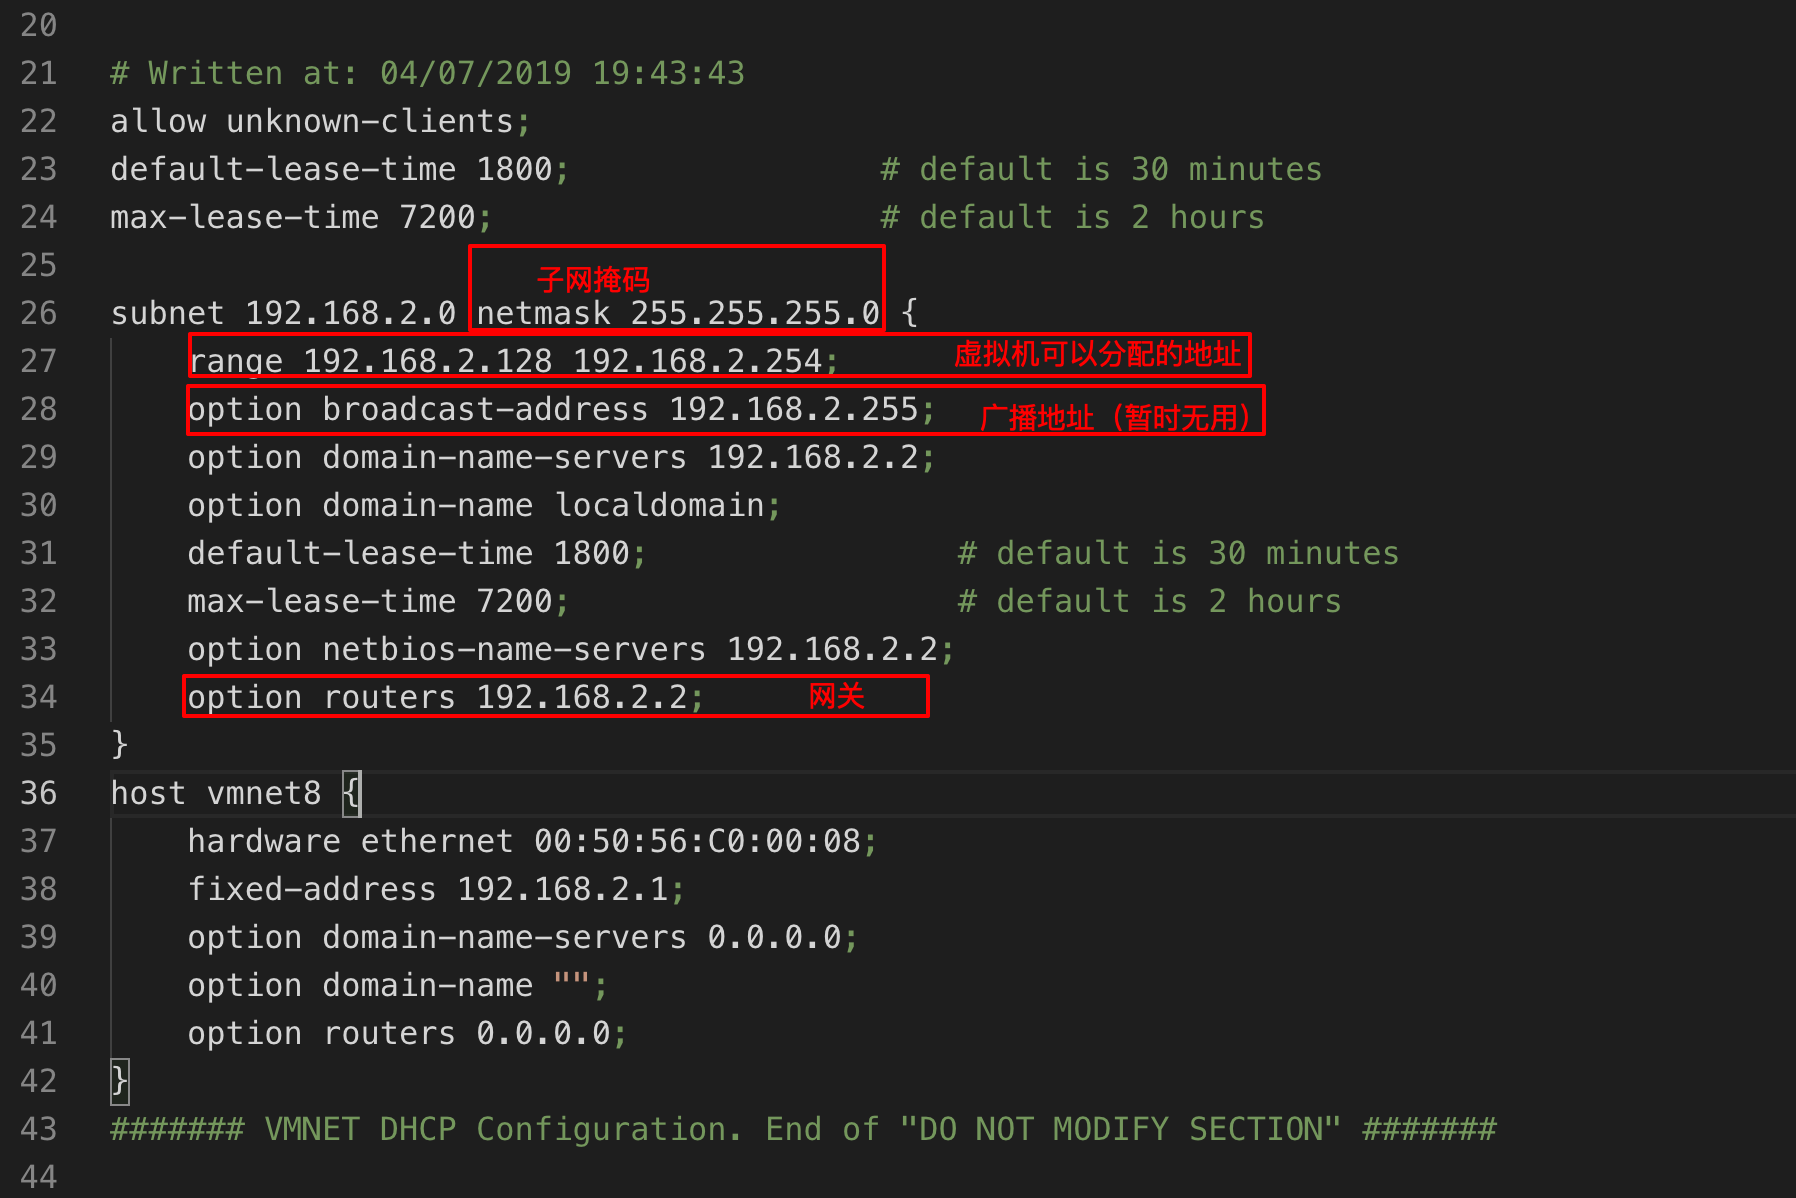 20
21 # Written at: 04/07/2019 19:43:43
22 allow unknown-clients;
23 default-lease-time 1800; # default is 30 minutes
24 max-lease-time 7200; # default is 2 hours
25
子网掩码
26 subnet 192.168.2.0 netmask 255.255.255.0 {
27 range 192.168.2.128 192.168.2.254; 虚拟机可以分配的地址
28 option broadcast-address 192.168.2.255; 广播地址（暂时无用）
29 option domain-name-servers 192.168.2.2;
30 option domain-name localdomain;
31 default-lease-time 1800; # default is 30 minutes
32 max-lease-time 7200; # default is 2 hours
33 option netbios-name-servers 192.168.2.2;
34 option routers 192.168.2.2; 网关
35 }
36 host vmnet8 {
37 hardware ethernet 00:50:56:C0:00:08;
38 fixed-address 192.168.2.1;
39 option domain-name-servers 0.0.0.0;
40 option domain-name "";
41 option routers 0.0.0.0;
42 }
43 ####### VMNET DHCP Configuration. End of "DO NOT MODIFY SECTION" #######
44